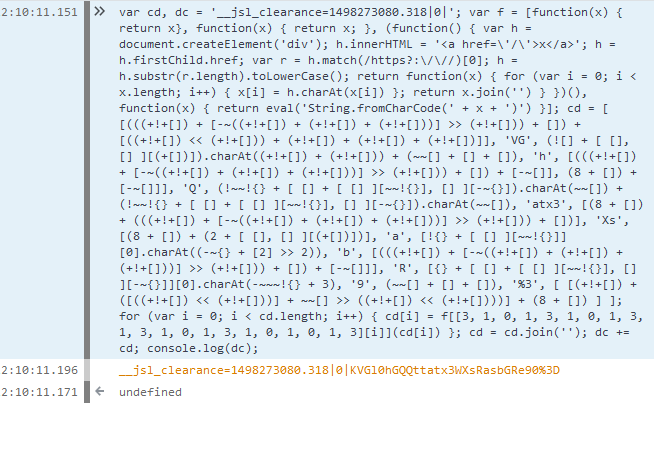 2:10:11.151 » var cd, dc = '__jsl_clearance=1498273080.318|0|'; var f = [function(x) {
return x}, function(x) { return x; }, (function() { var h =
document.createElement('div'); h.innerHTML = '<a href=\'/\'>x</a>'; h =
h.firstChild.href; var r = h.match(/https?:\/\//)[0]; h =
h.substr(r.length).toLowerCase(); return function(x) { for (var i = 0; i <
x.length; i++) { x[i] = h.charAt(x[i]) }; return x.join('') } })(),
function(x) { return eval('String.fromCharCode(' + x + ')') }]; cd = [
[(((+!+[]) + [-~((+!+[]) + (+!+[]) + (+!+[]))] >> (+!+[])) + []) +
[((+!+[]) << (+!+[])) + (+!+[]) + (+!+[]) + (+!+[])]], 'VG', (![] + [ [],
[] ][(+[])]).charAt((+!+[]) + (+!+[])) + (~~[] + [] + []), 'h', [(((+!+[])
+ [-~((+!+[]) + (+!+[]) + (+!+[]))] >> (+!+[])) + []) + [-~[]], (8 + []) +
[-~[]]], 'Q', (!~~!{} + [ [] + [ [] ][~~!{}], [] ][-~{}]).charAt(~~[]) +
(!~~!{} + [ [] + [ [] ][~~!{}], [] ][-~{}]).charAt(~~[]), 'atx3', [(8 + [])
+ (((+!+[]) + [-~((+!+[]) + (+!+[]) + (+!+[]))] >> (+!+[])) + [])], 'Xs',
[(8 + []) + (2 + [ [], [] ][(+[])])], 'a', [!{} + [ [] ][~~!{}]]
[0].charAt((-~{} + [2] >> 2)), 'b', [(((+!+[]) + [-~((+!+[]) + (+!+[]) +
(+!+[]))] >> (+!+[])) + []) + [-~[]]], 'R', [{} + [ [] + [ [] ][~~!{}], []
][-~{}]][0].charAt(-~~~!{} + 3), '9', (~~[] + [] + []), '%3', [ [(+!+[]) +
([((+!+[]) << (+!+[]))] + ~~[] >> ((+!+[]) << (+!+[])))] + (8 + []) ] ];
for (var i = 0; i < cd.length; i++) { cd[i] = f[[3, 1, 0, 1, 3, 1, 0, 1, 3,
1, 3, 1, 0, 1, 3, 1, 0, 1, 0, 1, 3][i]](cd[i]) }; cd = cd.join(''); dc +=
cd; console.log(dc);
2:10:11.196 __jsl_clearance=1498273080.318|0|KVGl0hGQQttatx3WXsRasbGRe90%3D
2:10:11.171 ← undefined